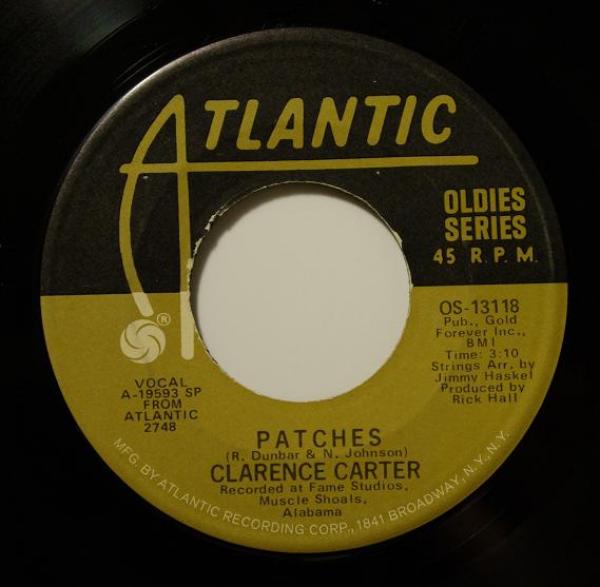 ATLANTIC
OLDIES
SERIES
45 R.P.M.
®
OS-13118
Pub., Gold
Forever Inc.,
BMI
Time: 3:10
Strings Arr. by
Jimmy Haskel
Produced by
Rick Hall
VOCAL
A-19593 SP
FROM
ATLANTIC
2748
PATCHES
(R. Dunbar & N. Johnson)
CLARENCE CARTER
Recorded at Fame Studios,
Muscle Shoals,
Alabama
MFG. BY ATLANTIC RECORDING CORP., 1841 BROADWAY, N.Y. N.Y.